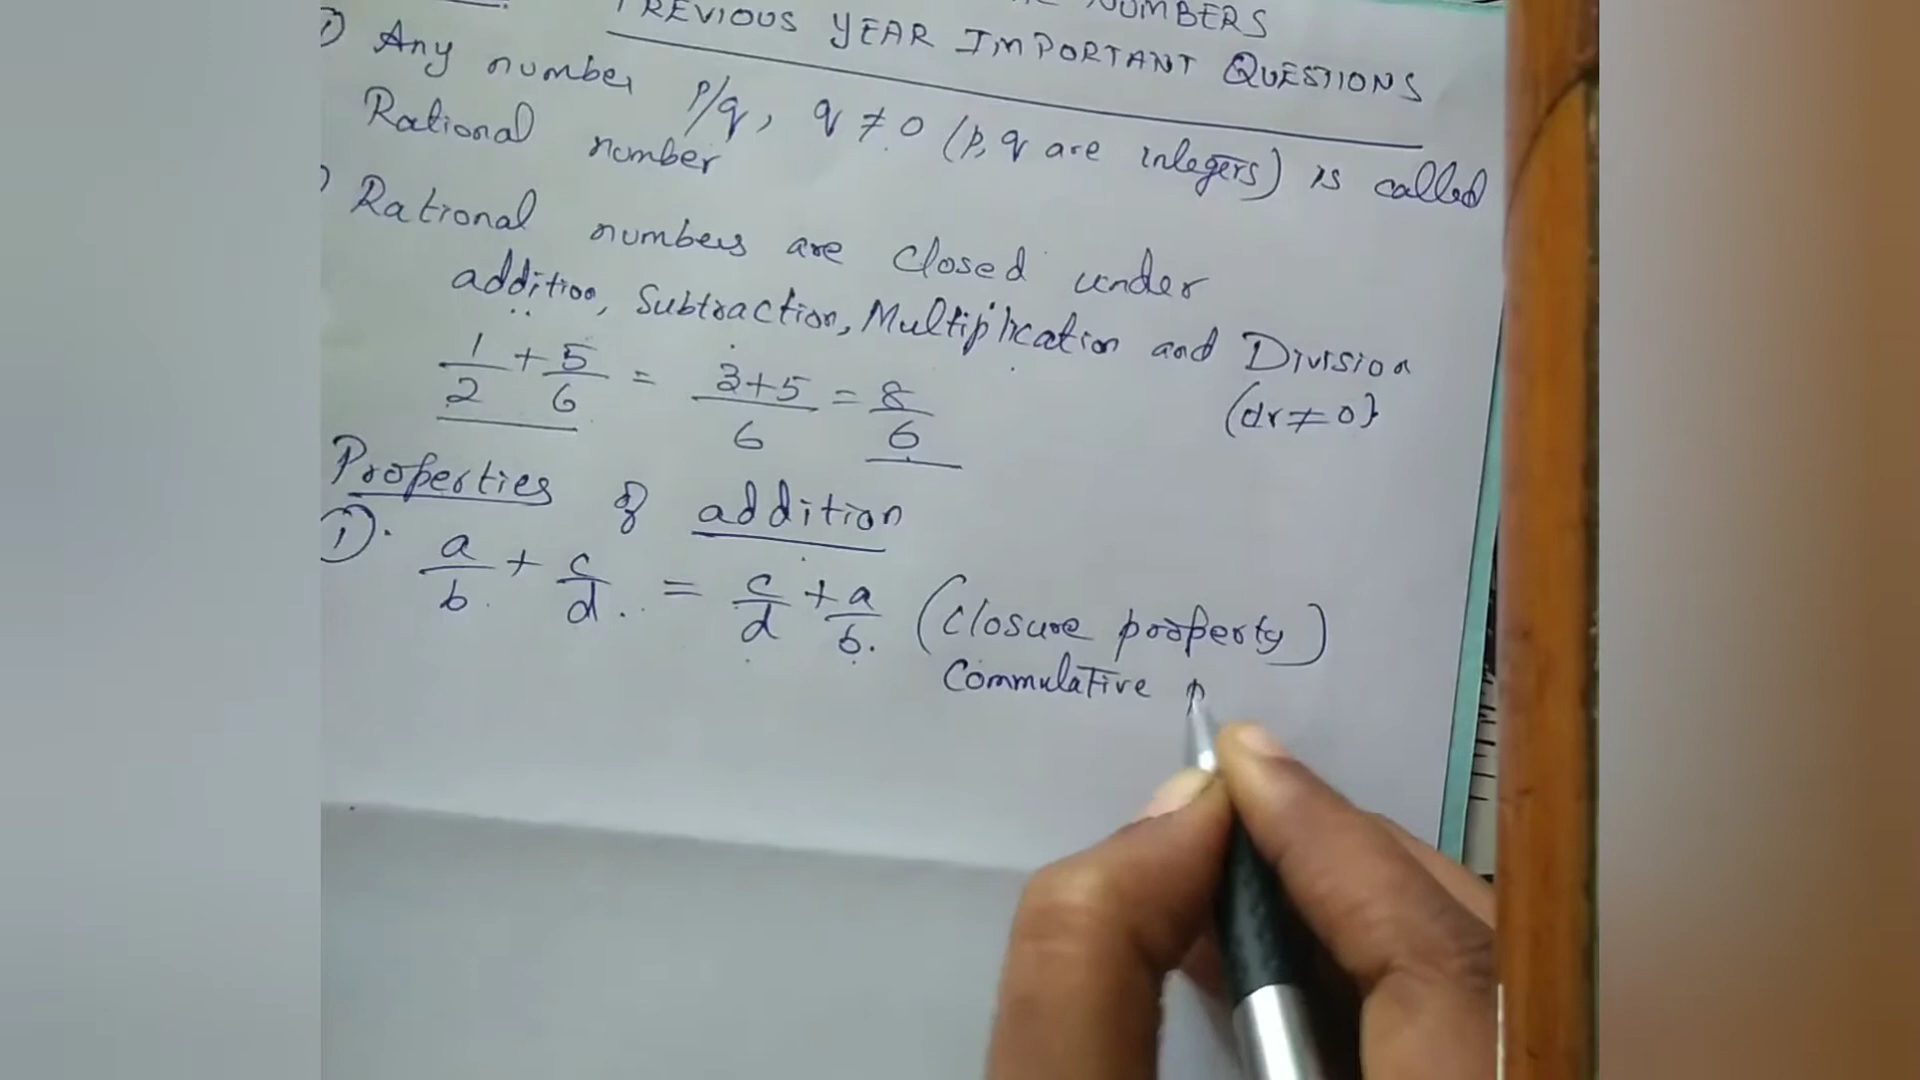 NUMBERS
PREVIOUS YEAR IMPORTANT QUESTIONS
1) Any number p/q, q ≠ 0 (p, q are integers) is called
Rational number
) Rational numbers are closed under
addition, Subtraction, Multiplication and Division
(dr ≠ 0}
1/2 + 5/6 = 3+5/6 = 8/6
Properties of addition
1). a/b + c/d = c/d + a/b. (Closure property)
Commulative p